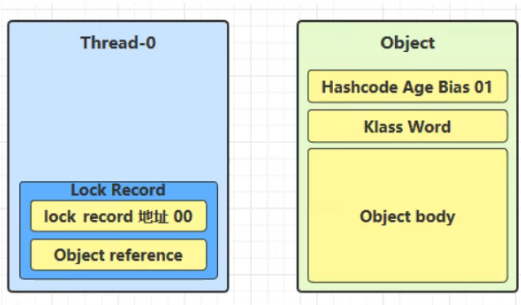 Thread-0
Lock Record
lock record 地址 00
Object reference
Object
Hashcode Age Bias 01
Klass Word
Object body